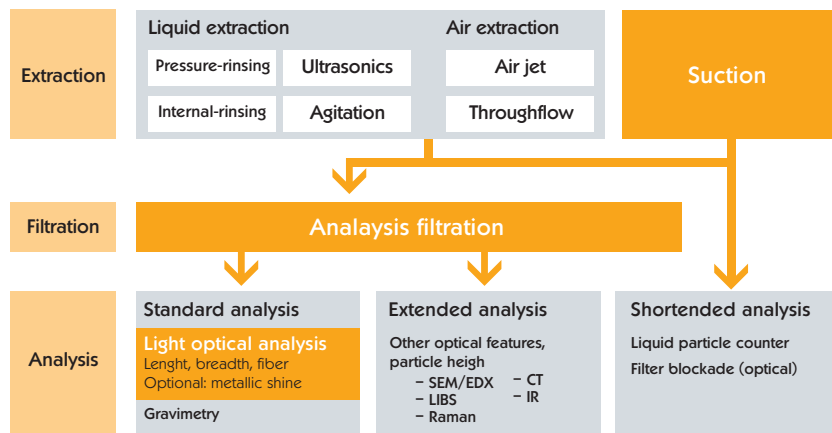 Extraction
Liquid extraction
Pressure-rinsing
Ultrasonics
Internal-rinsing
Agitation
Air extraction
Air jet
Throughflow
Suction
Filtration
Analaysis filtration
Analysis
Standard analysis
Light optical analysis
Lenght, breadth, fiber
Optional: metallic shine
Gravimetry
Extended analysis
Other optical features,
particle heigh
– SEM/EDX
– LIBS
– Raman
– CT
– IR
Shortended analysis
Liquid particle counter
Filter blockade (optical)